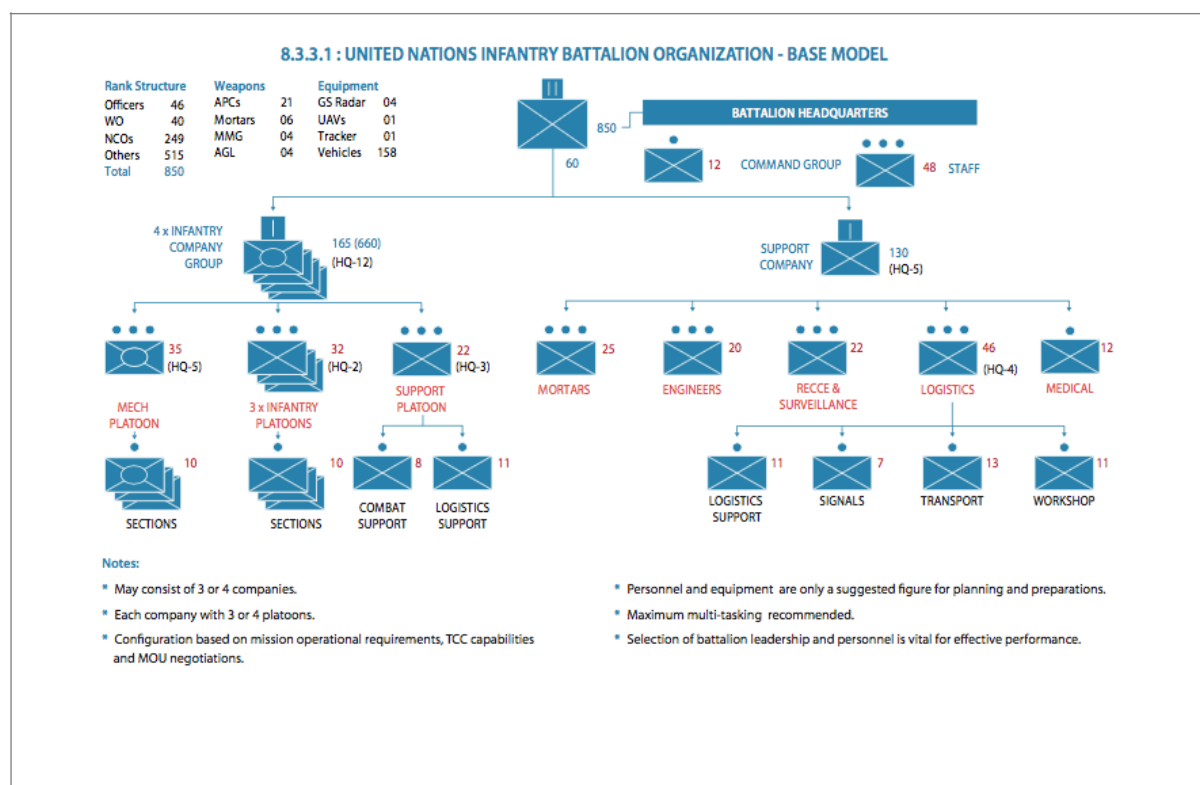 8.3.3.1 : UNITED NATIONS INFANTRY BATTALION ORGANIZATION - BASE MODEL
Rank Structure
Officers 46
WO 40
NCOs 249
Others 515
Total 850
Weapons
APCs 21
Mortars 06
MMG 04
AGL 04
Equipment
GS Radar 04
UAVs 01
Tracker 01
Vehicles 158
850
60
BATTALION HEADQUARTERS
12 COMMAND GROUP
48 STAFF
4 x INFANTRY
COMPANY
GROUP
165 (660)
(HQ-12)
SUPPORT
COMPANY
130
(HQ-5)
35
(HQ-5)
MECH
PLATOON
32
(HQ-2)
3 x INFANTRY
PLATOONS
22
(HQ-3)
SUPPORT
PLATOON
25
MORTARS
20
ENGINEERS
22
RECCE &
SURVEILLANCE
46
(HQ-4)
LOGISTICS
12
MEDICAL
10
SECTIONS
10
SECTIONS
8
COMBAT
SUPPORT
11
LOGISTICS
SUPPORT
11
LOGISTICS
SUPPORT
7
SIGNALS
13
TRANSPORT
11
WORKSHOP
Notes:
* May consist of 3 or 4 companies.
* Each company with 3 or 4 platoons.
* Configuration based on mission operational requirements, TCC capabilities
and MOU negotiations.
* Personnel and equipment are only a suggested figure for planning and preparations.
* Maximum multi-tasking recommended.
* Selection of battalion leadership and personnel is vital for effective performance.